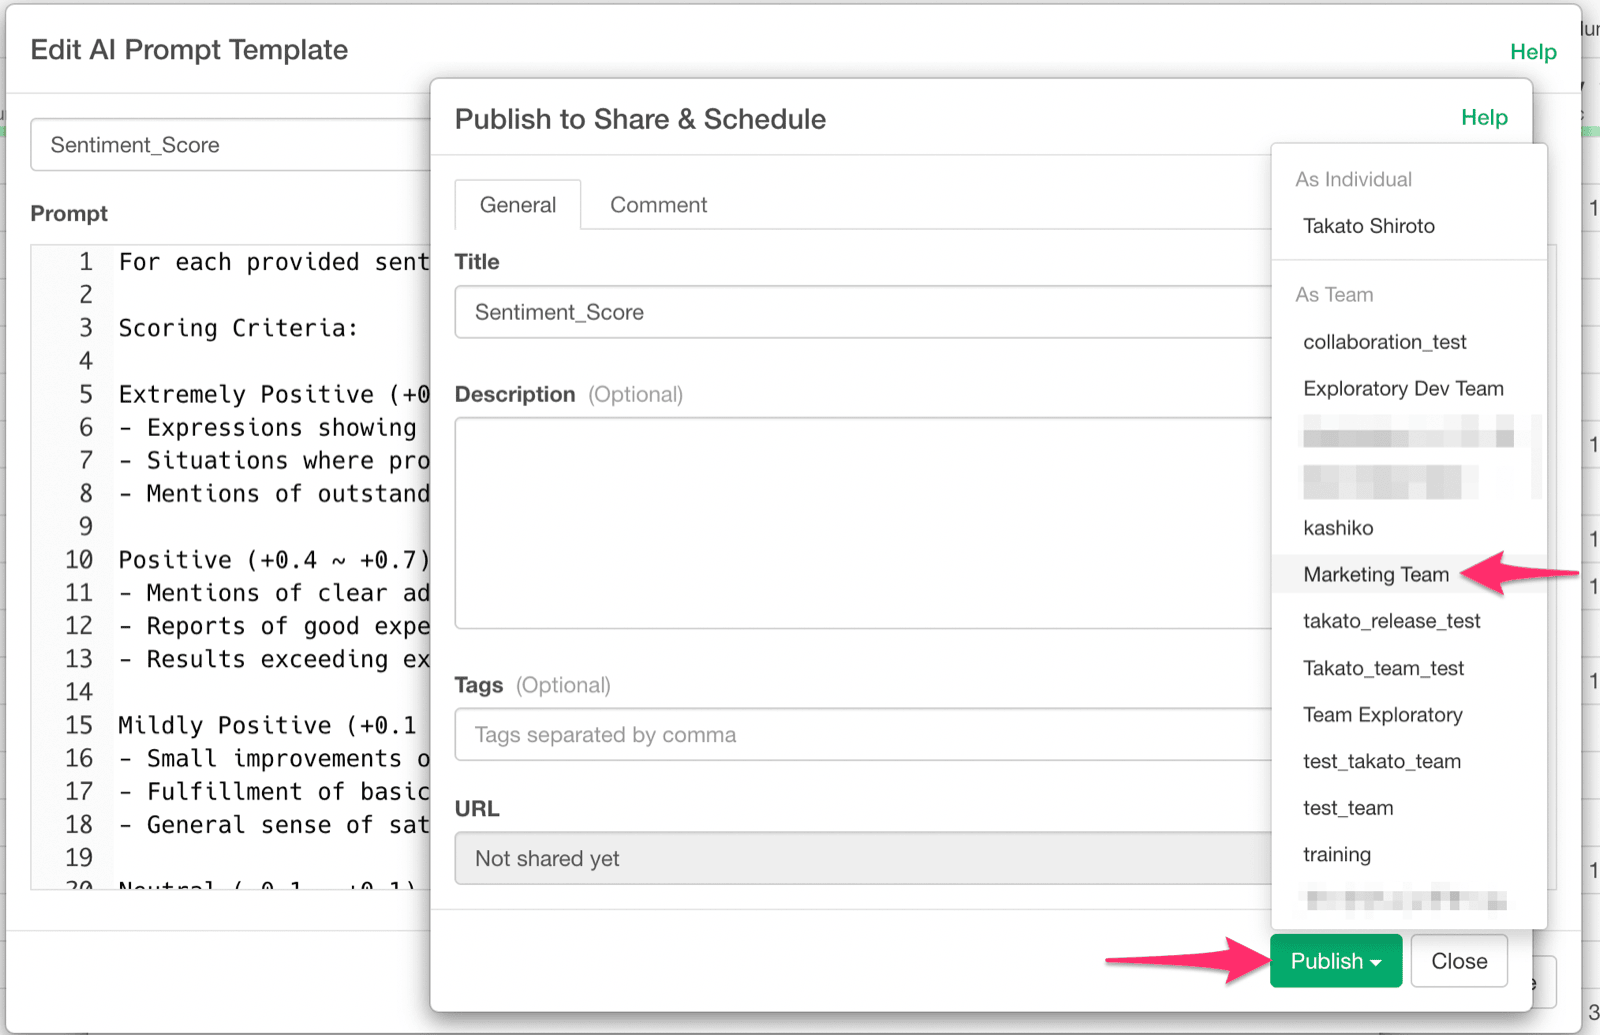 Edit AI Prompt Template
Help
Sentiment_Score
Prompt
1 For each provided sent
2
3 Scoring Criteria:
4
5 Extremely Positive (+0
6 - Expressions showing
7 - Situations where pro
8 - Mentions of outstand
9
10 Positive (+0.4 ~ +0.7)
11 - Mentions of clear ad
12 - Reports of good expe
13 - Results exceeding ex
14
15 Mildly Positive (+0.1
16 - Small improvements o
17 - Fulfillment of basic
18 - General sense of sat
19
Publish to Share & Schedule
Help
General
Comment
Title
Sentiment_Score
Description (Optional)
Tags (Optional)
Tags separated by comma
URL
Not shared yet
As Individual
Takato Shiroto
As Team
collaboration_test
Exploratory Dev Team
kashiko
Marketing Team
takato_release_test
Takato_team_test
Team Exploratory
test_takato_team
test_team
training
Publish
Close